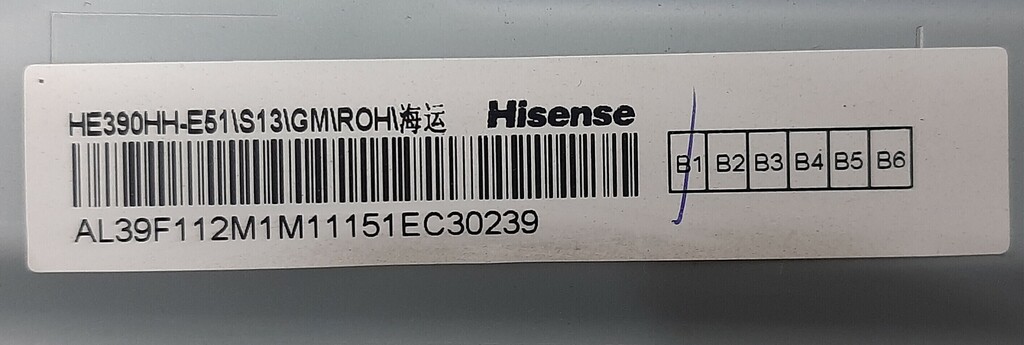 HE390HH-E51\S13\GM\ROH\海运 Hisense
B1 B2 B3 B4 B5 B6
AL39F112M1M11151EC30239